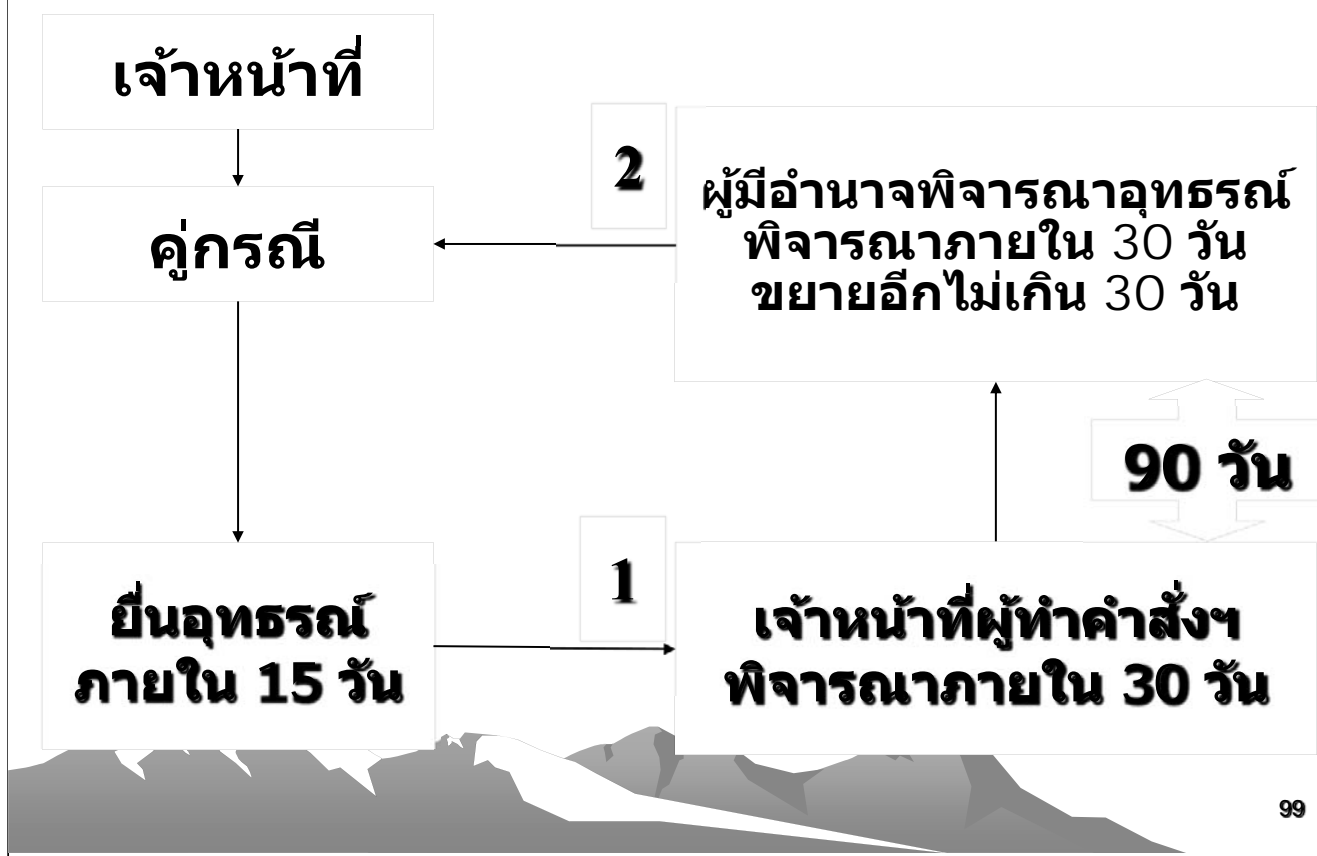 เจ้าหน้าที่
คู่กรณี
2
ผู้มีอำนาจพิจารณาอุทธรณ์
พิจารณาภายใน 30 วัน
ขยายอีกไม่เกิน 30 วัน
90 วัน
ยื่นอุทธรณ์
ภายใน 15 วัน
1
เจ้าหน้าที่ผู้ทำคำสั่งฯ
พิจารณาภายใน 30 วัน
99